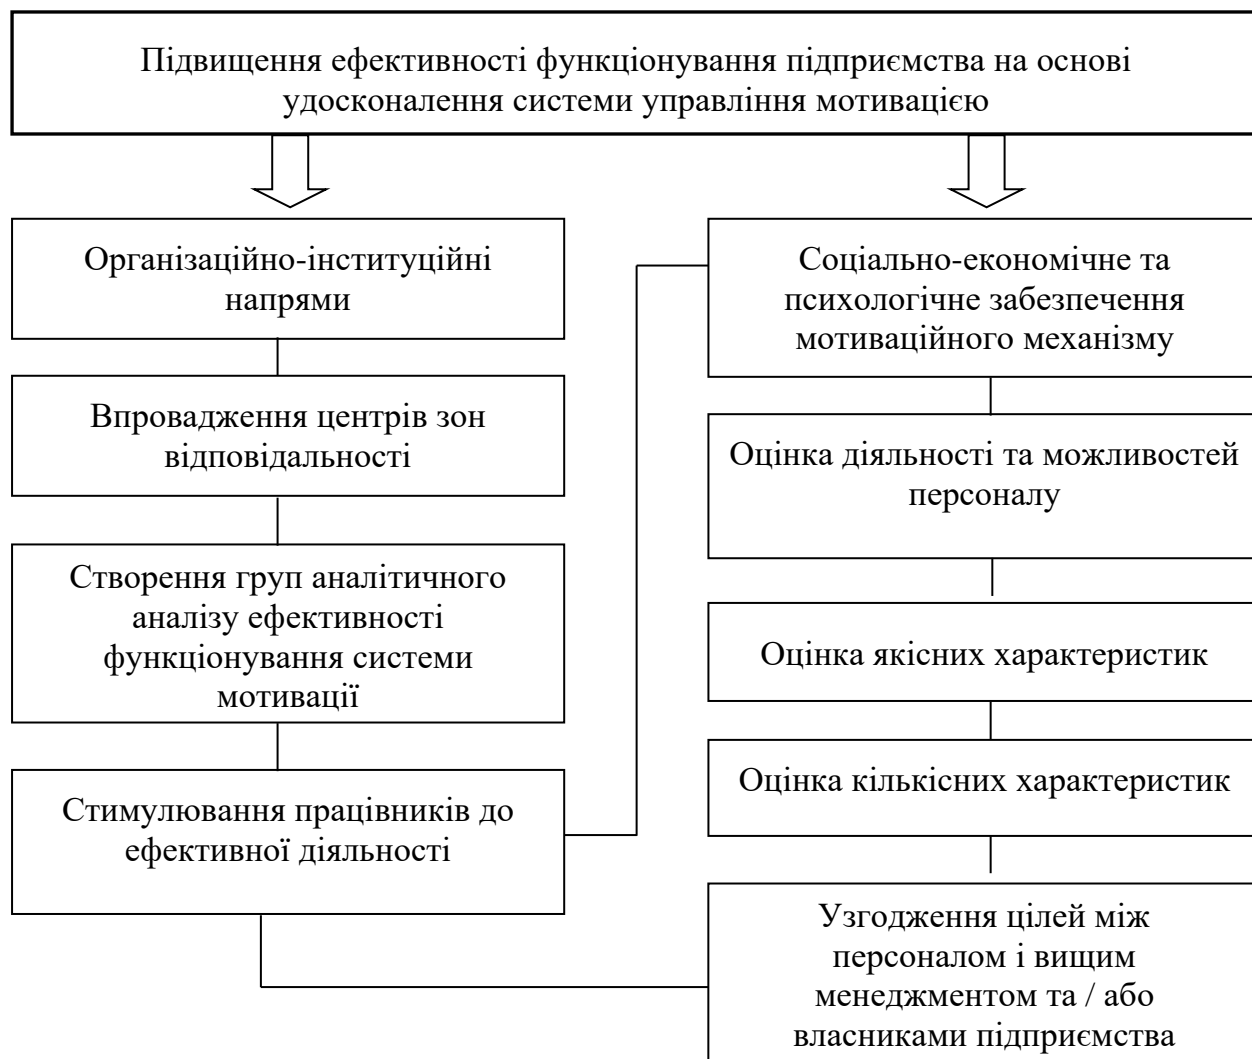 Підвищення ефективності функціонування підприємства на основі
удосконалення системи управління мотивацією
Організаційно-інституційні
напрями
Впровадження центрів зон
відповідальності
Створення груп аналітичного
аналізу ефективності
функціонування системи
мотивації
Стимулювання працівників до
ефективної діяльності
Соціально-економічне та
психологічне забезпечення
мотиваційного механізму
Оцінка діяльності та можливостей
персоналу
Оцінка якісних характеристик
Оцінка кількісних характеристик
Узгодження цілей між
персоналом і вищим
менеджментом та / або
власниками підприємства